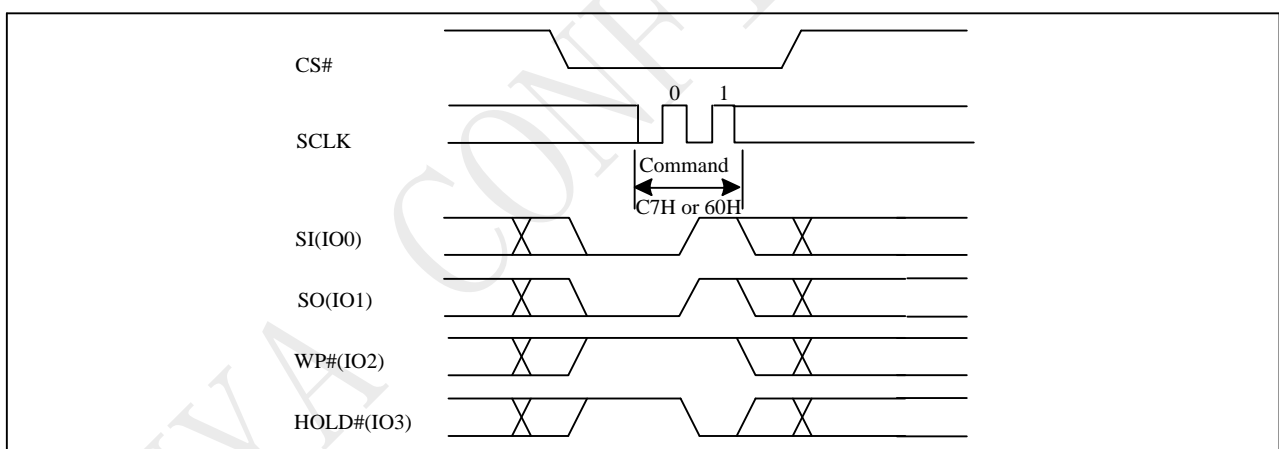 CS#
0 1
SCLK
Command
C7H or 60H
SI(IO0)
SO(IO1)
WP#(IO2)
HOLD#(IO3)